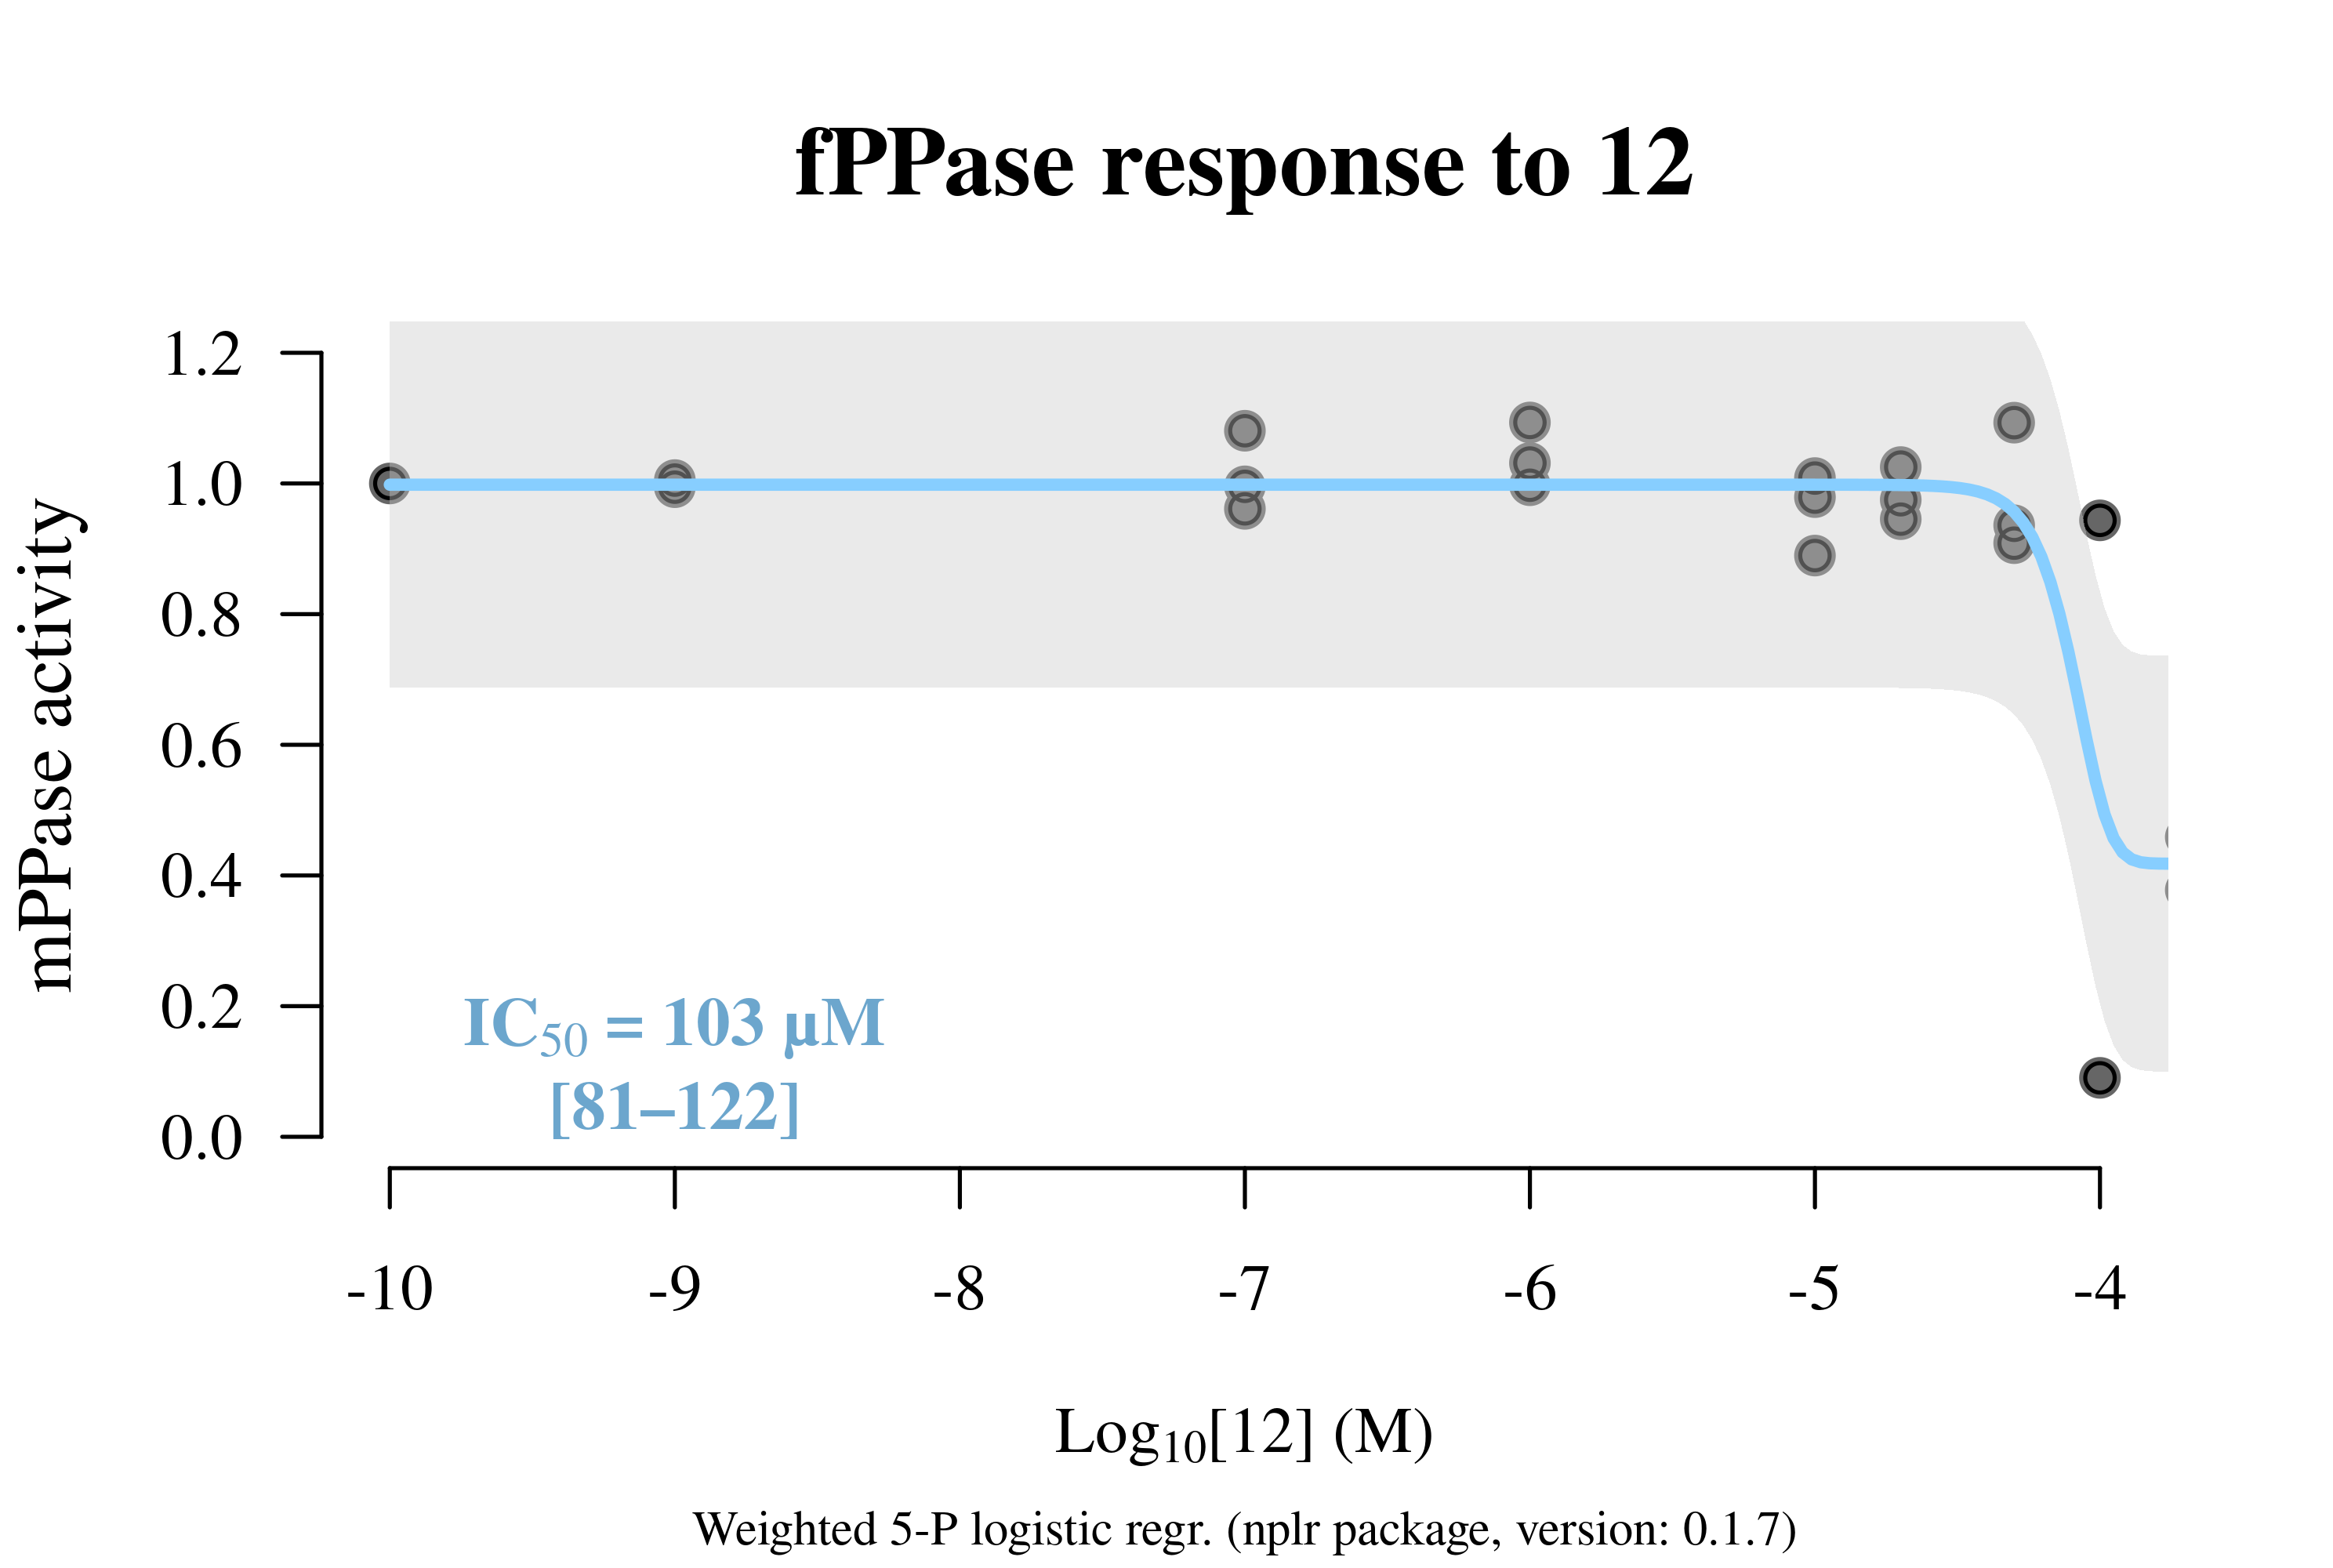 fPPase response to 12
mPPase activity
1.2
1.0
0.8
0.6
0.4
0.2
0.0
IC50 = 103 µM
[81–122]
-10 -9 -8 -7 -6 -5 -4
Log10[12] (M)
Weighted 5-P logistic regr. (nplr package, version: 0.1.7)